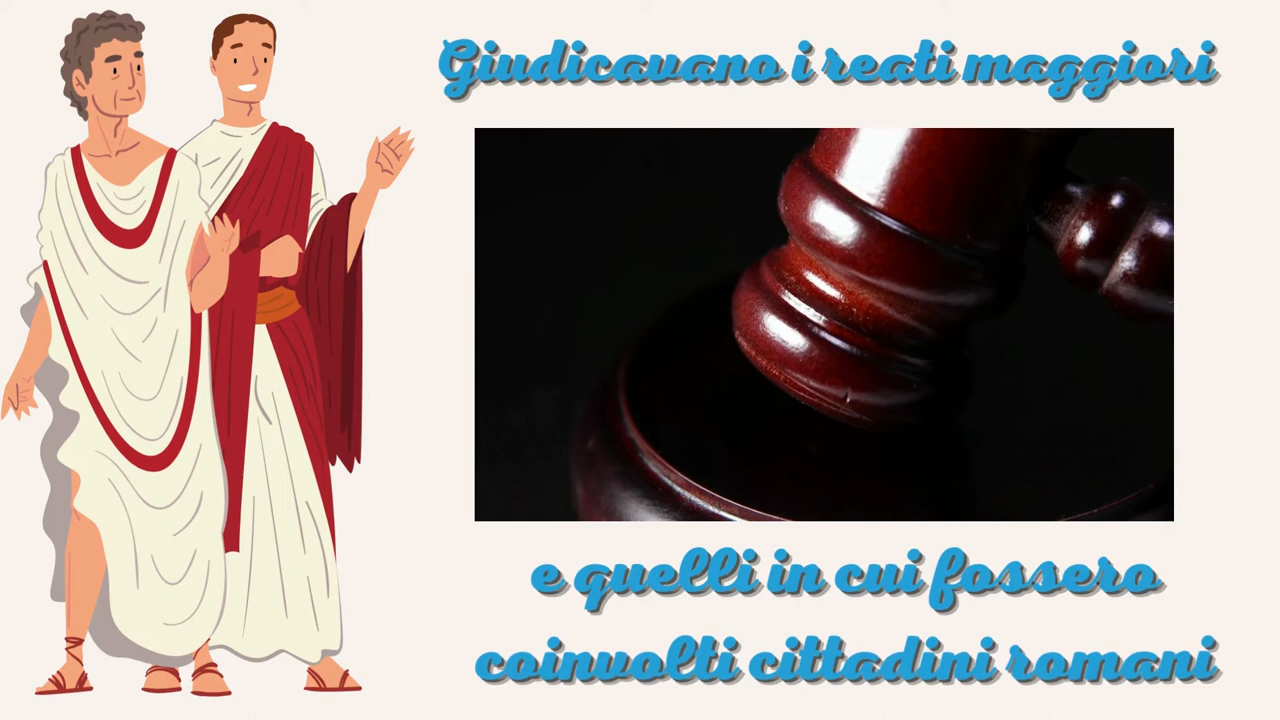 Giudicavano i reati maggiori
e quelli in cui fossero
coinvolti cittadini romani